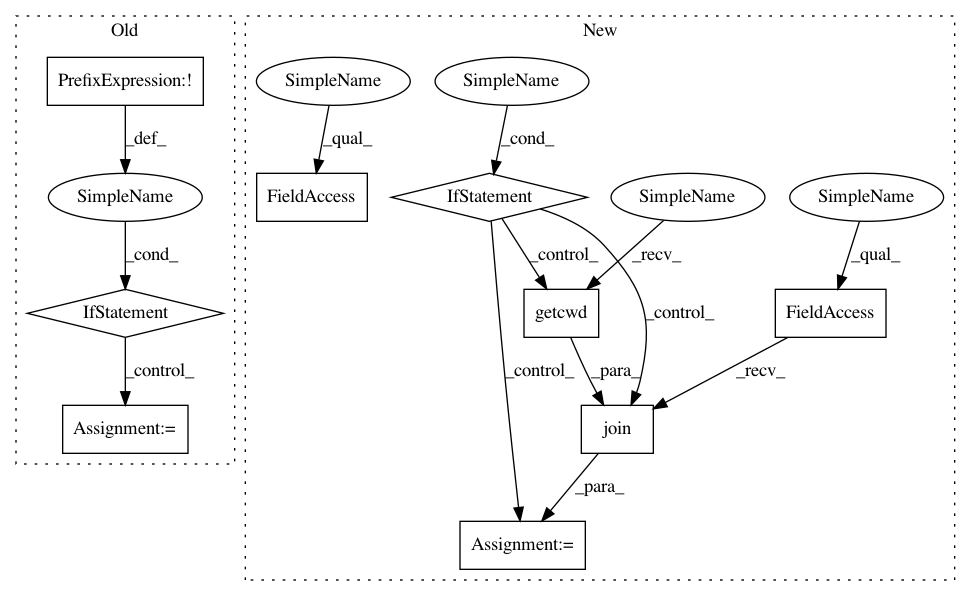 Old
New
PrefixExpression:!
SimpleName
SimpleName
_def_
_qual_
_cond_
SimpleName
FieldAccess
IfStatement
SimpleName
SimpleName
_cond_
_control_
_recv_
_qual_
IfStatement
getcwd
_control_
FieldAccess
_control_
_control_
_para_
_recv_
Assignment:=
join
_para_
Assignment:=